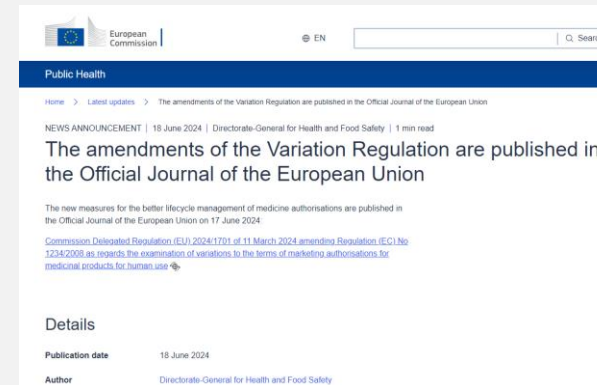 European
Commission
EN
Sear
Public Health
Home > Latest updates > The amendments of the Variation Regulation are published in the Official Journal of the European Union
NEWS ANNOUNCEMENT | 18 June 2024 | Directorate-General for Health and Food Safety | 1 min read
The amendments of the Variation Regulation are published in
the Official Journal of the European Union
The new measures for the better lifecycle management of medicine authorisations are published in
the Official Journal of the European Union on 17 June 2024:
Commission Delegated Regulation (EU) 2024/1701 of 11 March 2024 amending Regulation (EC) No
1234/2008 as regards the examination of variations to the terms of marketing authorisations for
medicinal products for human use
Details
Publication date 18 June 2024
Author Directorate-General for Health and Food Safety